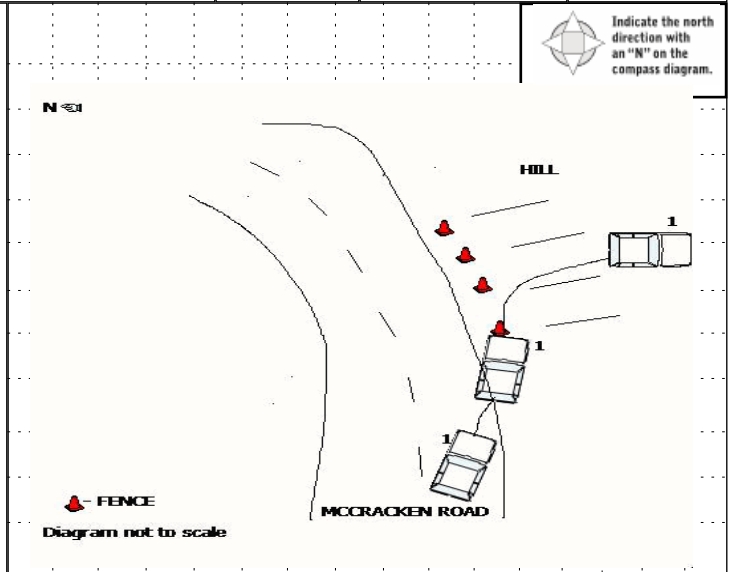 Indicate the north
direction with
an “N” on the
compass diagram.
N
HILL
1
1
1
- FENCE
MCCRACKEN ROAD
Diagram not to scale